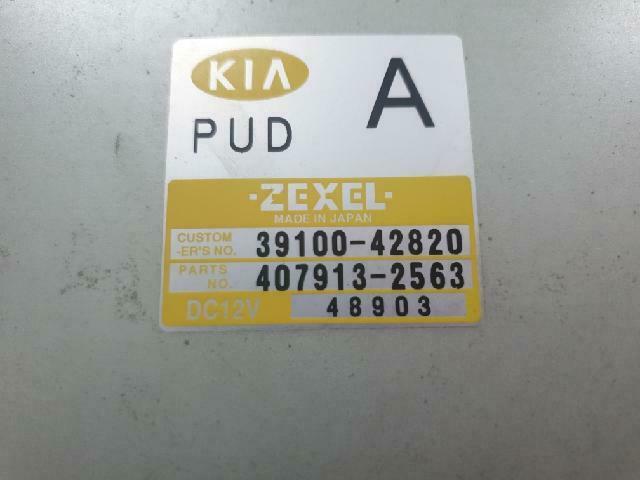 KIA A
PUD
·ZEXEL·
MADE IN JAPAN
CUSTOM
-ER'S NO. 39100-42820
PARTS
NO. 407913-2563
DC12V 48903